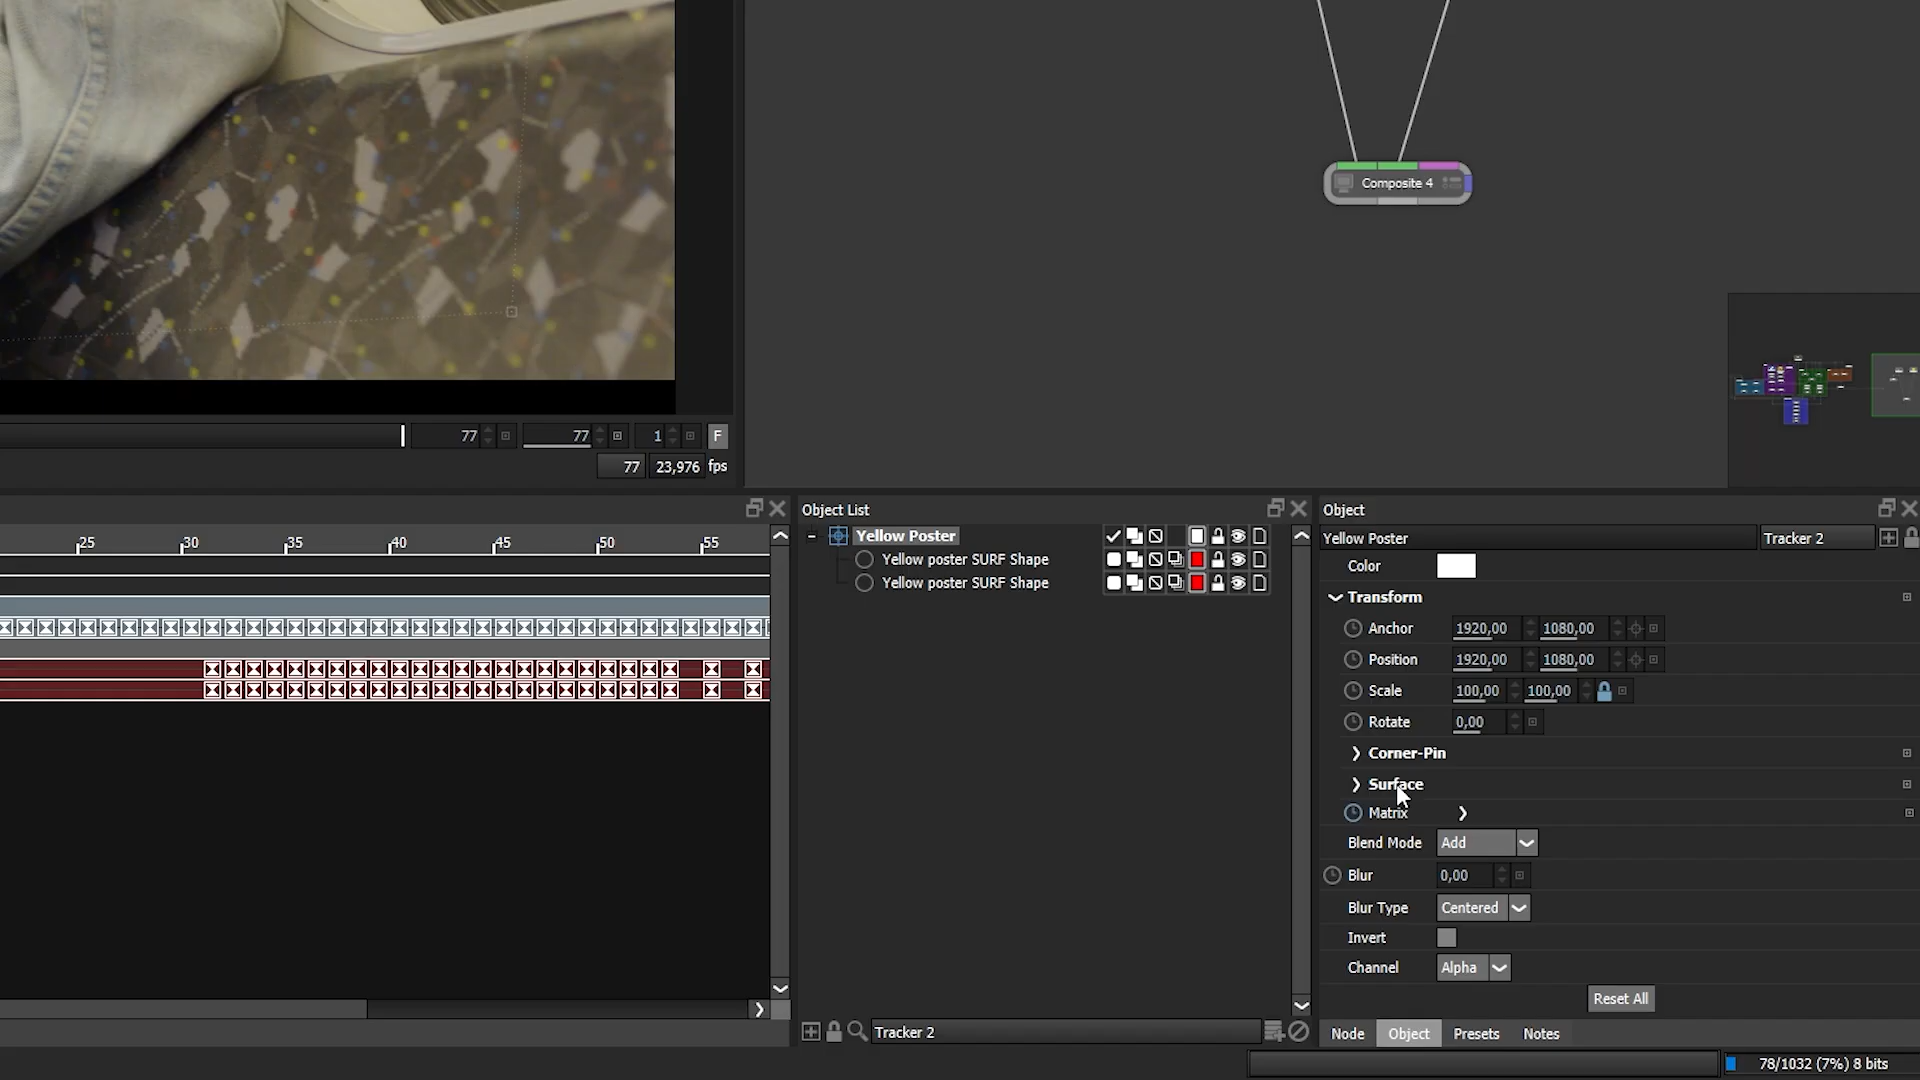 Composite 4
77 77 1 F
77 23,976 fps
Object List
Object
25 30 35 40 45 50 55
Yellow Poster
Yellow poster SURF Shape
Yellow poster SURF Shape
Tracker 2
Yellow Poster Tracker 2
Color
Transform
Anchor 1920,00 1080,00
Position 1920,00 1080,00
Scale 100,00 100,00
Rotate 0,00
Corner-Pin
Surface
Matrix
Blend Mode Add
Blur 0,00
Blur Type Centered
Invert
Channel Alpha
Reset All
Node Object Presets Notes
78/1032 (7%) 8 bits